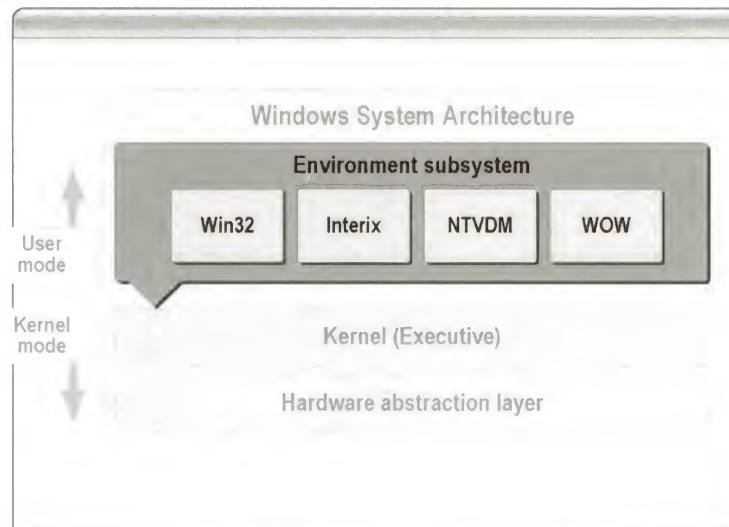 Windows System Architecture
Environment subsystem
Win32
Interix
NTVDM
WOW
User
mode
Kernel
mode
Kernel (Executive)
Hardware abstraction layer